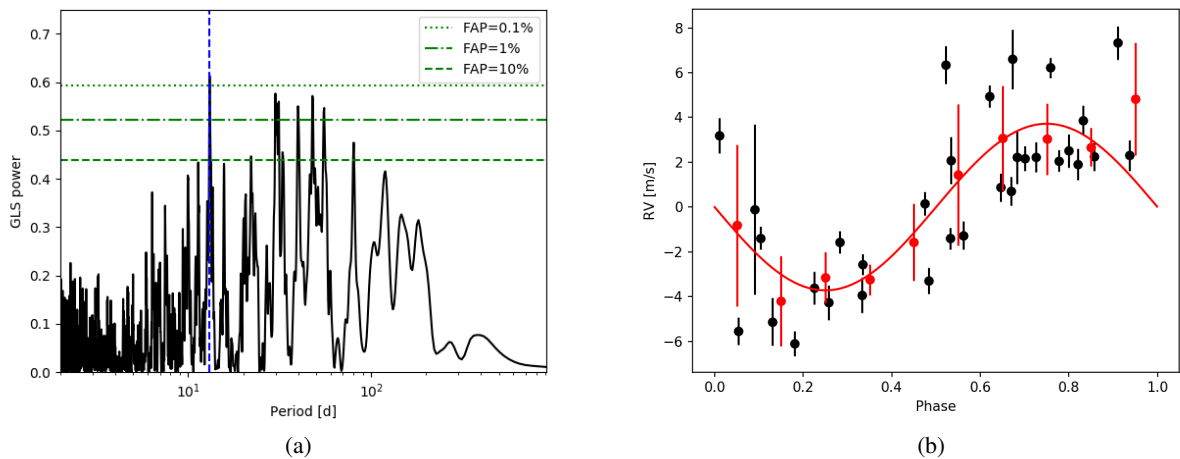 FAP=0.1%
FAP=1%
FAP=10%
0.7
0.6
0.5
0.4
0.3
0.2
0.1
0.0
GLS power
10¹
10²
Period [d]
(a)
8
6
4
2
0
−2
−4
−6
RV [m/s]
0.0 0.2 0.4 0.6 0.8 1.0
Phase
(b)